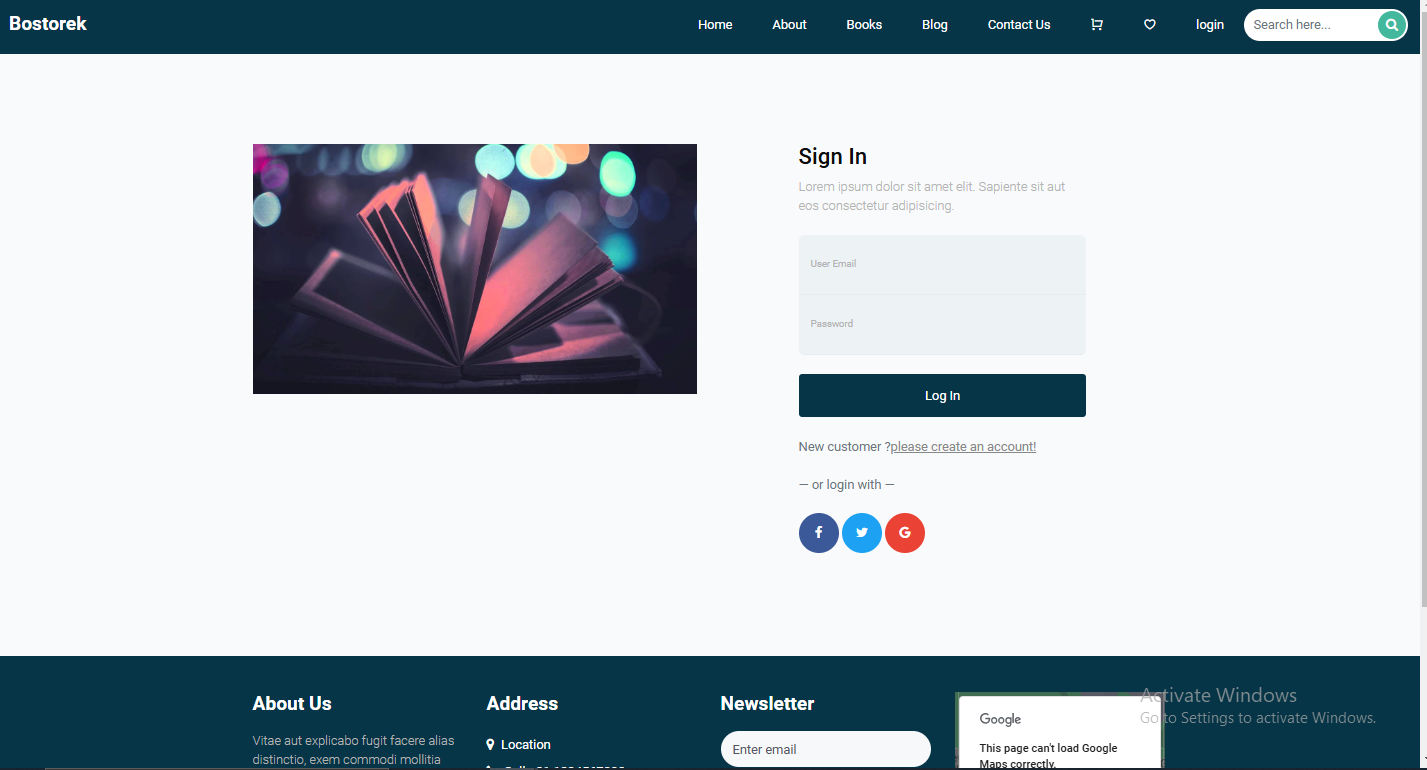 Bostorek
Home About Books Blog Contact Us login Search here...
Sign In
Lorem ipsum dolor sit amet elit. Sapiente sit aut
eos consectetur adipisicing.
User Email
Password
Log In
New customer ?please create an account!
— or login with —
About Us
Vitae aut explicabo fugit facere alias
distinctio, exem commodi mollitia
Address
Location
Newsletter
Enter email
Google
This page can't load Google
Maps correctly.
Activate Windows
Go to Settings to activate Windows.